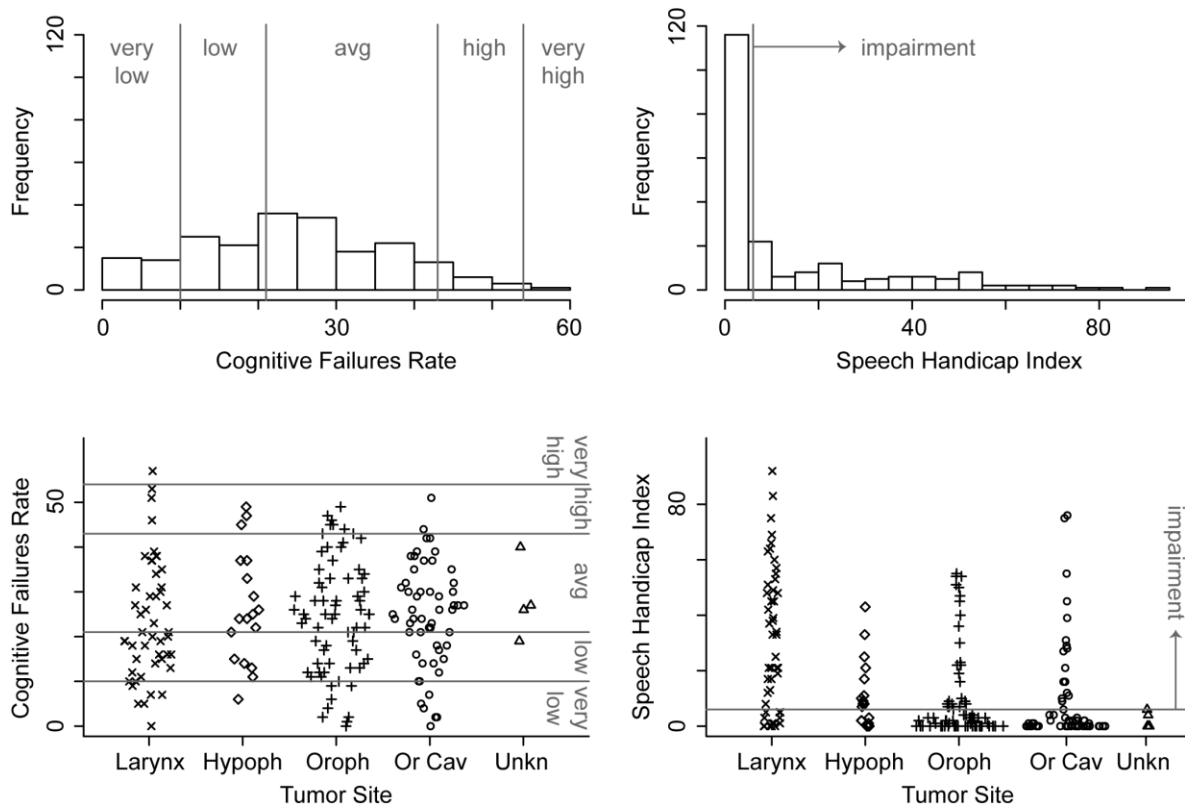 120
Frequency
0
very
low
low
avg
high
very
high
0 30 60
Cognitive Failures Rate
120
Frequency
0
impairment
0 40 80
Speech Handicap Index
Cognitive Failures Rate
50
0
very
high
high
avg
low
very
low
Larynx Hypoph Oroph Or Cav Unkn
Tumor Site
Speech Handicap Index
80
0
impairment
Larynx Hypoph Oroph Or Cav Unkn
Tumor Site